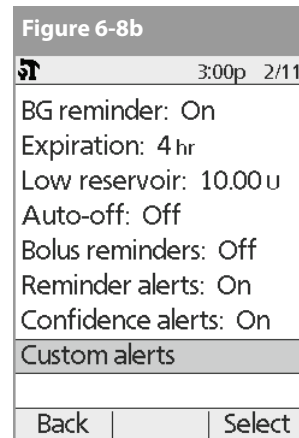 Figure 6-8b
3:00p 2/11
BG reminder: On
Expiration: 4 hr
Low reservoir: 10.00 U
Auto-off: Off
Bolus reminders: Off
Reminder alerts: On
Confidence alerts: On
Custom alerts
Back Select